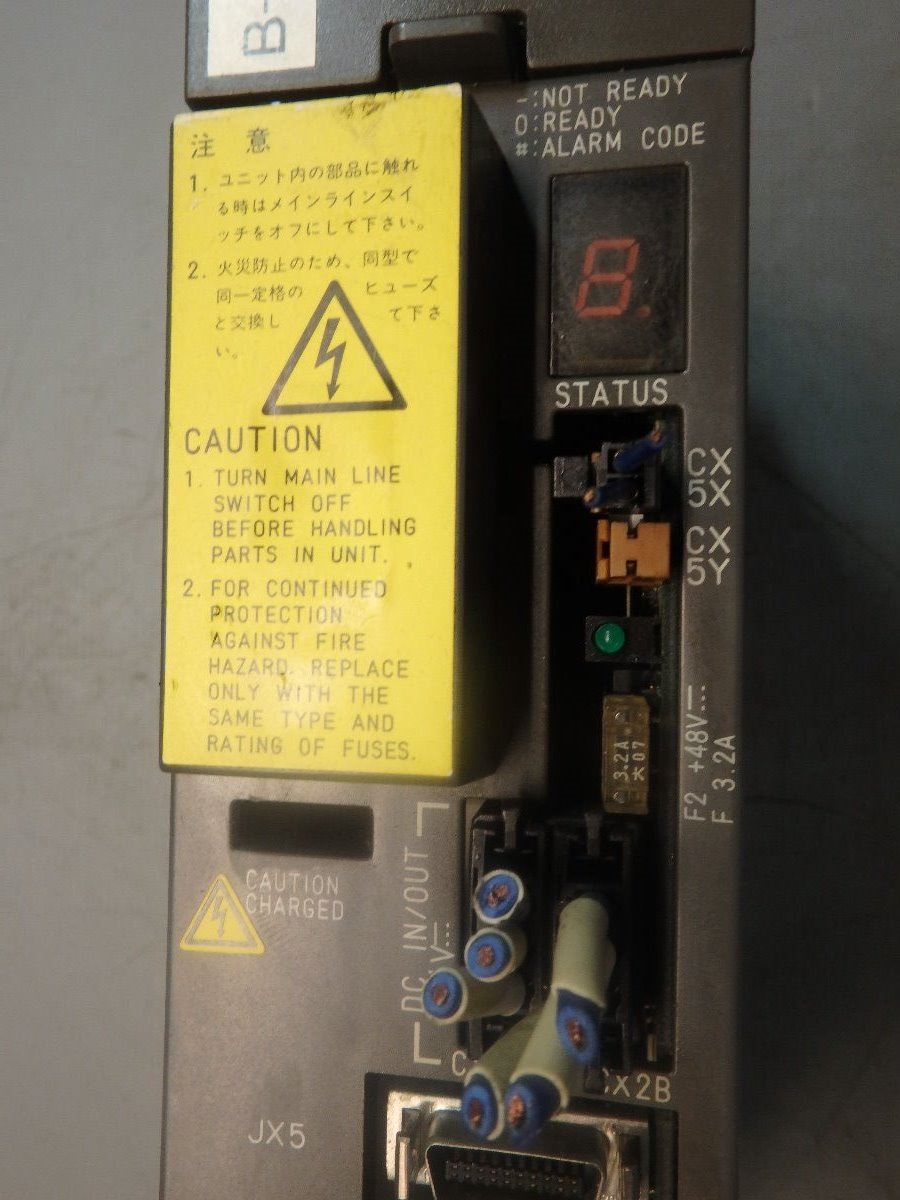 B-
-:NOT READY
0:READY
#:ALARM CODE
注 意
1. ユニット内の部品に触れ
る時はメインラインスイ
ッチをオフにして下さい。
2. 火災防止のため、同型で
同一定格の ヒューズ
と交換し て下さ
い。
8.
STATUS
CAUTION
1. TURN MAIN LINE
SWITCH OFF
BEFORE HANDLING
PARTS IN UNIT.
2. FOR CONTINUED
PROTECTION
AGAINST FIRE
HAZARD, REPLACE
ONLY WITH THE
SAME TYPE AND
RATING OF FUSES.
CX
5X
CX
5Y
F2 +48V
F 3.2A
3.2A
07
CAUTION
CHARGED
DC IN/OUT
V
CX2B
JX5